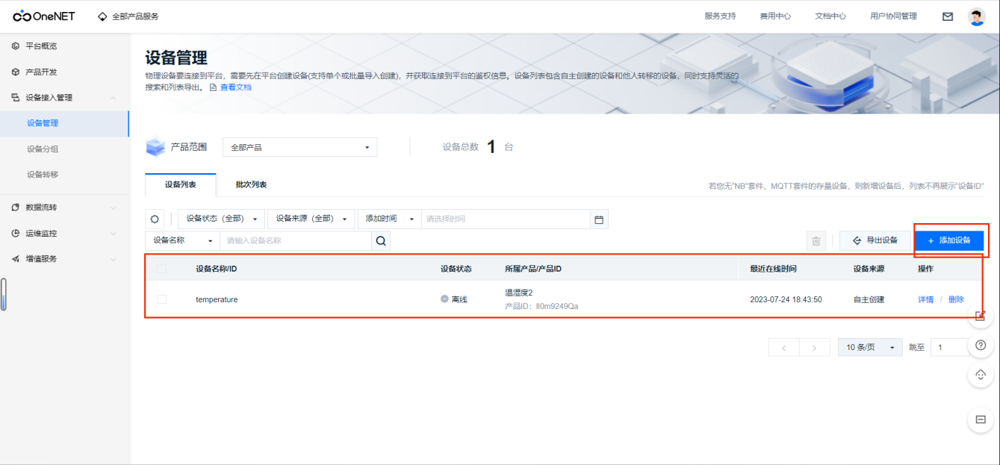 OneNET 全部产品服务 服务支持 费用中心 文档中心 用户协同管理
平台概览
产品开发
设备接入管理
设备管理
设备分组
设备转移
数据流转
运维监控
增值服务
设备管理
物理设备要连接到平台，需要先在平台创建设备(支持单个或批量导入创建)，并获取连接到平台的鉴权信息。设备列表包含自主创建的设备和他人转移的设备，同时支持灵活的
搜索和列表导出。 查看文档
产品范围 全部产品 设备总数 1 台
设备列表 批次列表 若您无"NB"套件、MQTT套件的存量设备，则新增设备后，列表不再展示"设备ID"
设备状态（全部） 设备来源（全部） 添加时间 请选择时间
设备名称 请输入设备名称 导出设备 + 添加设备
设备名称/ID 设备状态 所属产品/产品ID 最近在线时间 设备来源 操作
temperature 离线 温湿度2 2023-07-24 18:43:50 自主创建 详情 / 删除
产品ID：Il0m9249Qa
< > 10 条/页 跳至 1